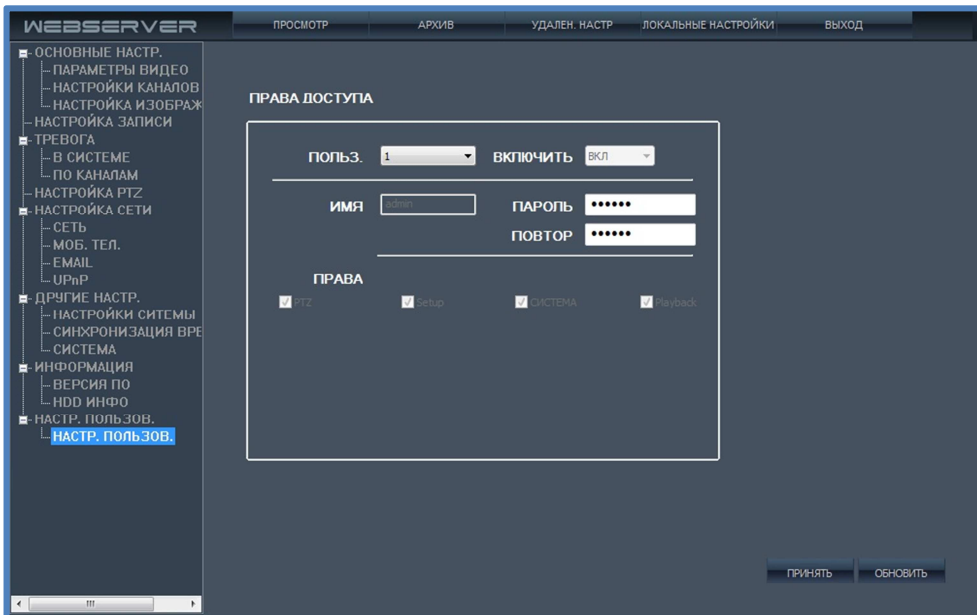 WEBSERVER
ПРОСМОТР
АРХИВ
УДАЛЕН. НАСТР
ЛОКАЛЬНЫЕ НАСТРОЙКИ
ВЫХОД
ОСНОВНЫЕ НАСТР.
ПАРАМЕТРЫ ВИДЕО
НАСТРОЙКИ КАНАЛОВ
НАСТРОЙКА ИЗОБРАЖ
НАСТРОЙКА ЗАПИСИ
ТРЕВОГА
В СИСТЕМЕ
ПО КАНАЛАМ
НАСТРОЙКА PTZ
НАСТРОЙКА СЕТИ
СЕТЬ
МОБ. ТЕЛ.
EMAIL
UPnP
ДРУГИЕ НАСТР.
НАСТРОЙКИ СИТЕМЫ
СИНХРОНИЗАЦИЯ ВРЕ
СИСТЕМА
ИНФОРМАЦИЯ
ВЕРСИЯ ПО
HDD ИНФО
НАСТР. ПОЛЬЗОВ.
НАСТР. ПОЛЬЗОВ.
ПРАВА ДОСТУПА
ПОЛЬЗ. 1 ВКЛЮЧИТЬ ВКЛ
ИМЯ admin ПАРОЛЬ ••••••
ПОВТОР ••••••
ПРАВА
PTZ Setup СИСТЕМА Playback
ПРИНЯТЬ ОБНОВИТЬ